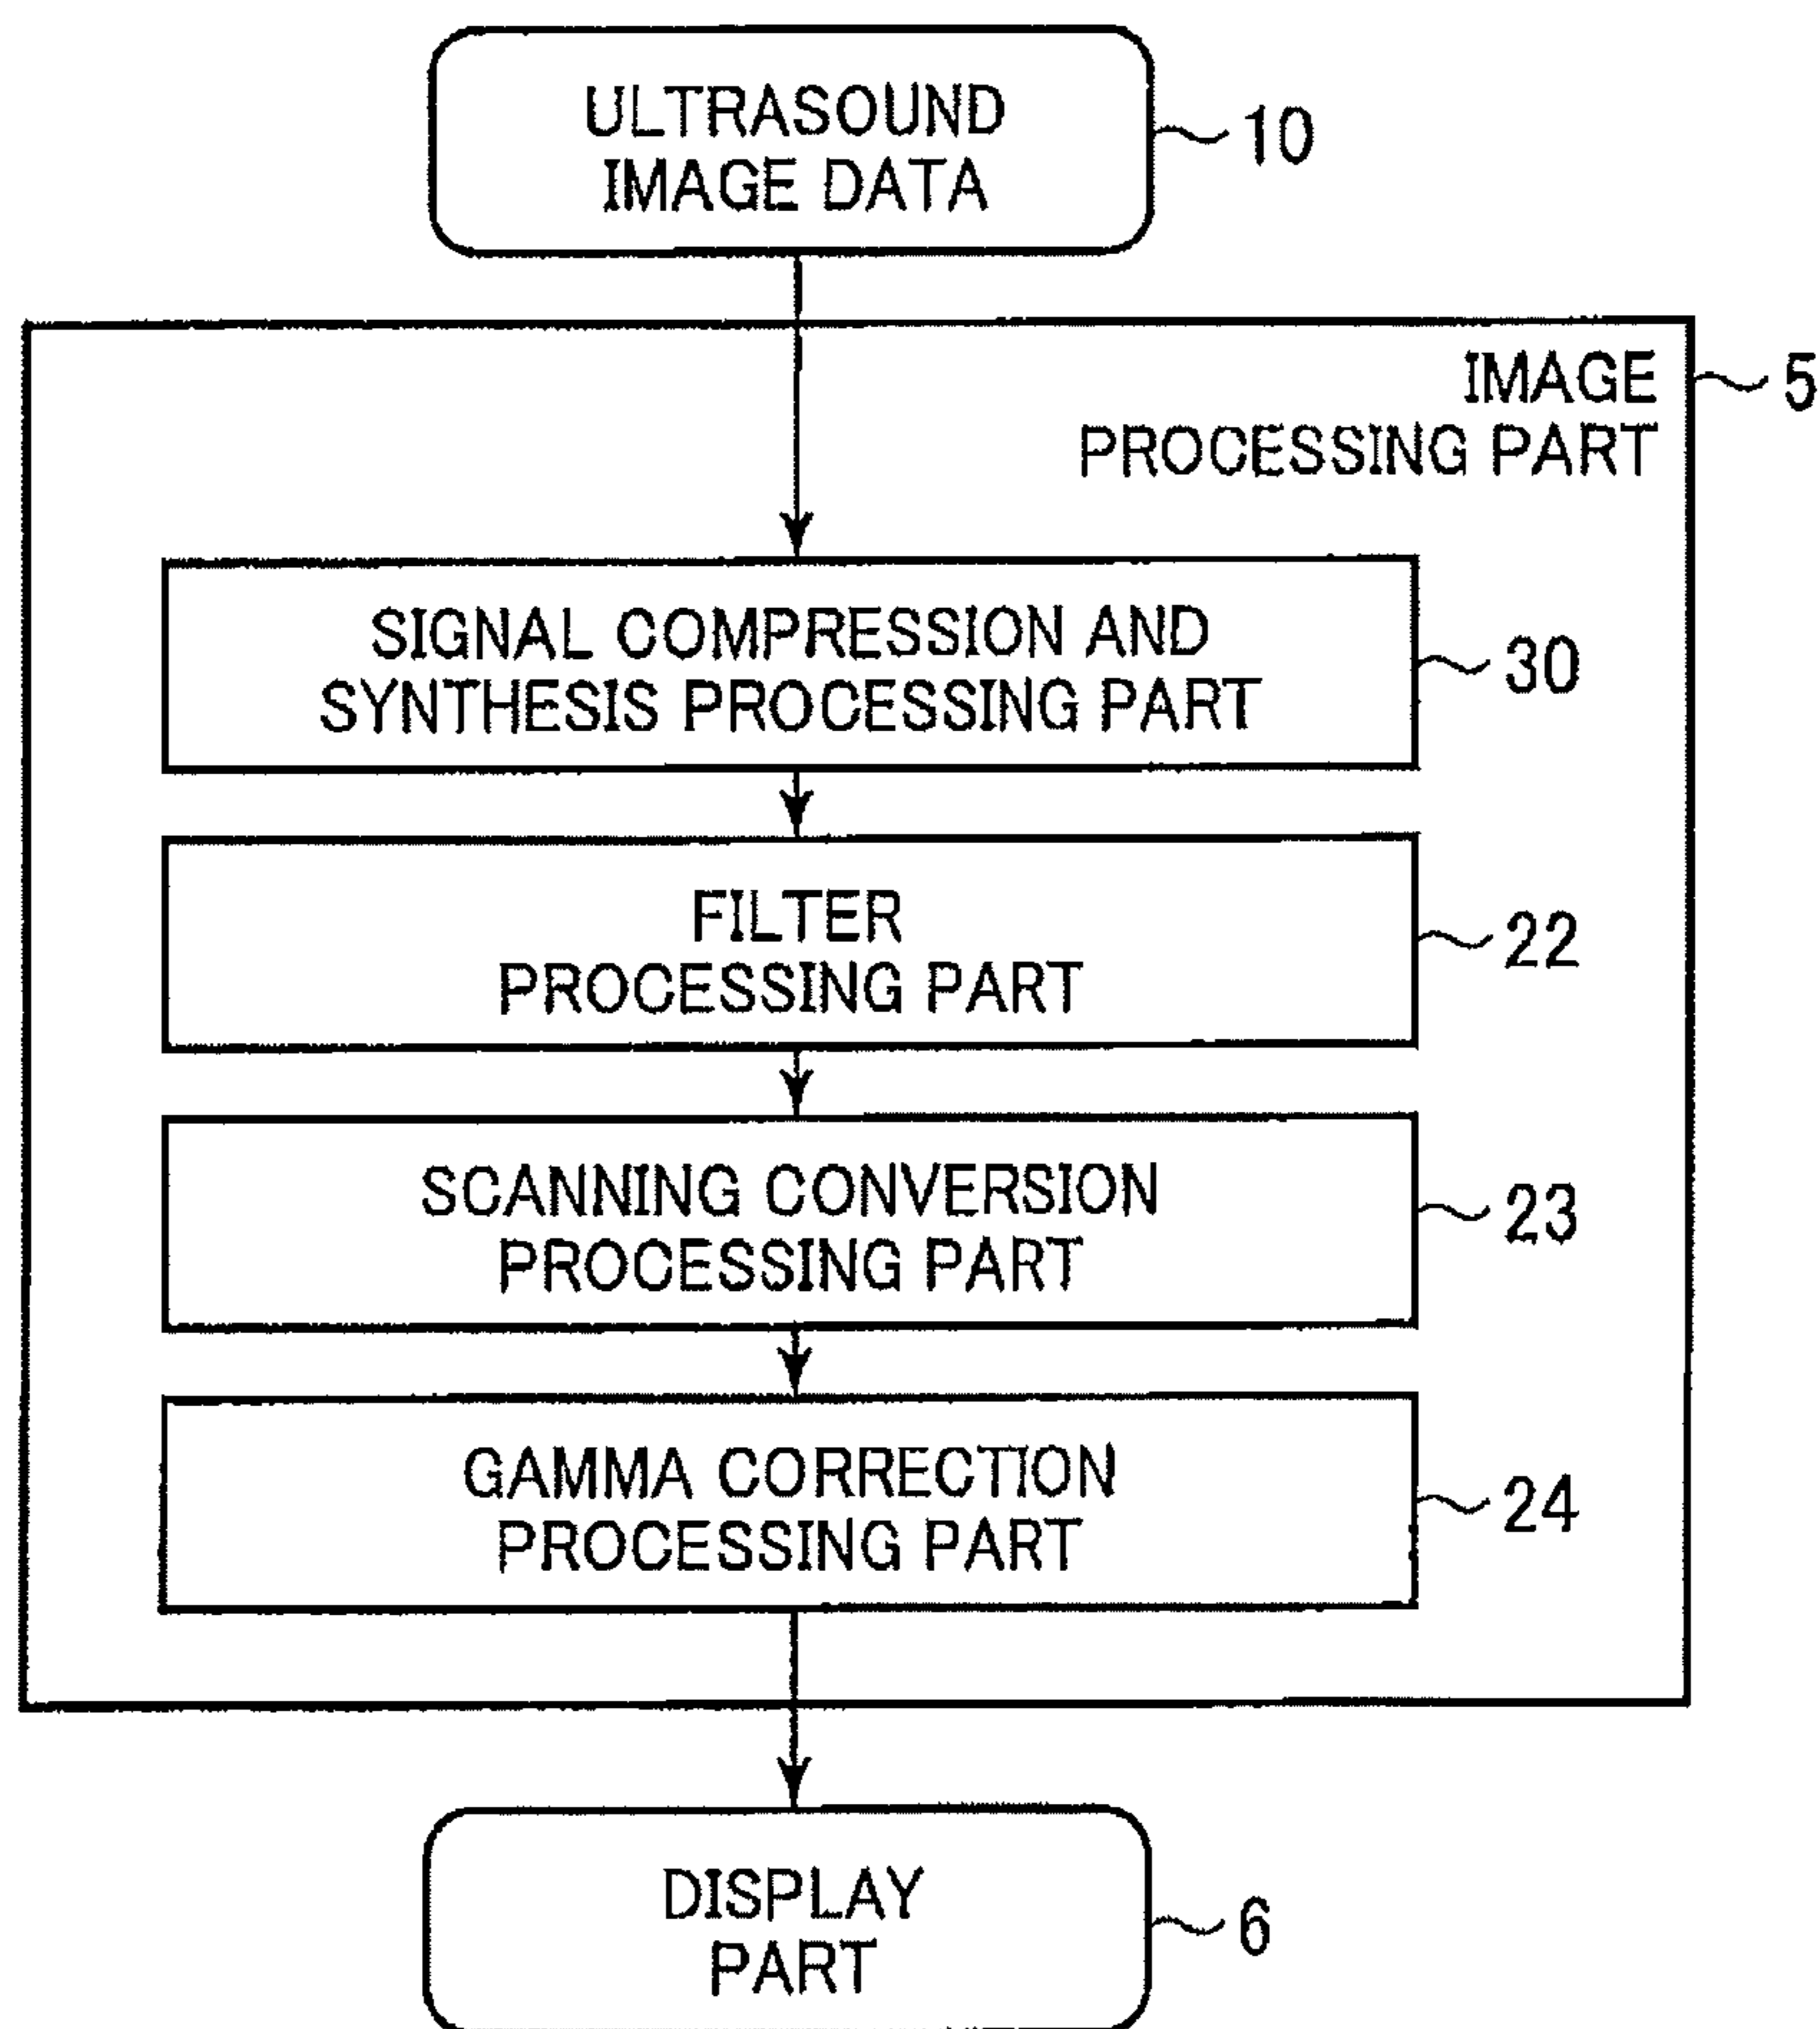 ULTRASOUND
IMAGE DATA
10
IMAGE
PROCESSING PART
5
SIGNAL COMPRESSION AND
SYNTHESIS PROCESSING PART
30
FILTER
PROCESSING PART
22
SCANNING CONVERSION
PROCESSING PART
23
GAMMA CORRECTION
PROCESSING PART
24
DISPLAY
PART
6